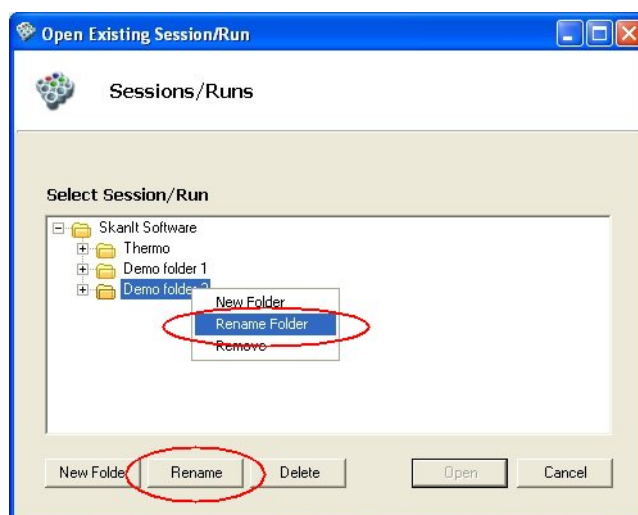 Open Existing Session/Run
Sessions/Runs
Select Session/Run
SkanIt Software
Thermo
Demo folder 1
Demo folder 2
New Folder
Rename Folder
Remove
New Folder
Rename
Delete
Open
Cancel